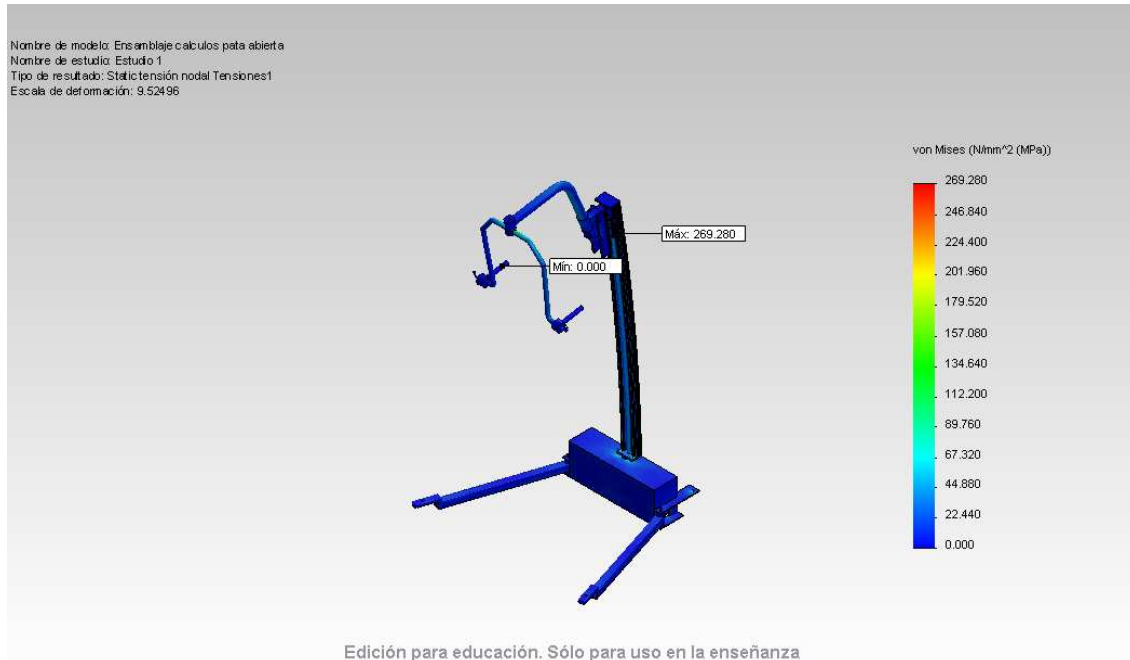 Nombre de modelo: Ensamblaje calculos pata abierta
Nombre de estudio: Estudio 1
Tipo de resultado: Static tensión nodal Tensiones1
Escala de deformación: 9.52496
von Mises (N/mm^2 (MPa))
269.280
246.840
224.400
201.960
179.520
157.080
134.640
112.200
89.760
67.320
44.880
22.440
0.000
Máx: 269.280
Mín: 0.000
Edición para educación. Sólo para uso en la enseñanza